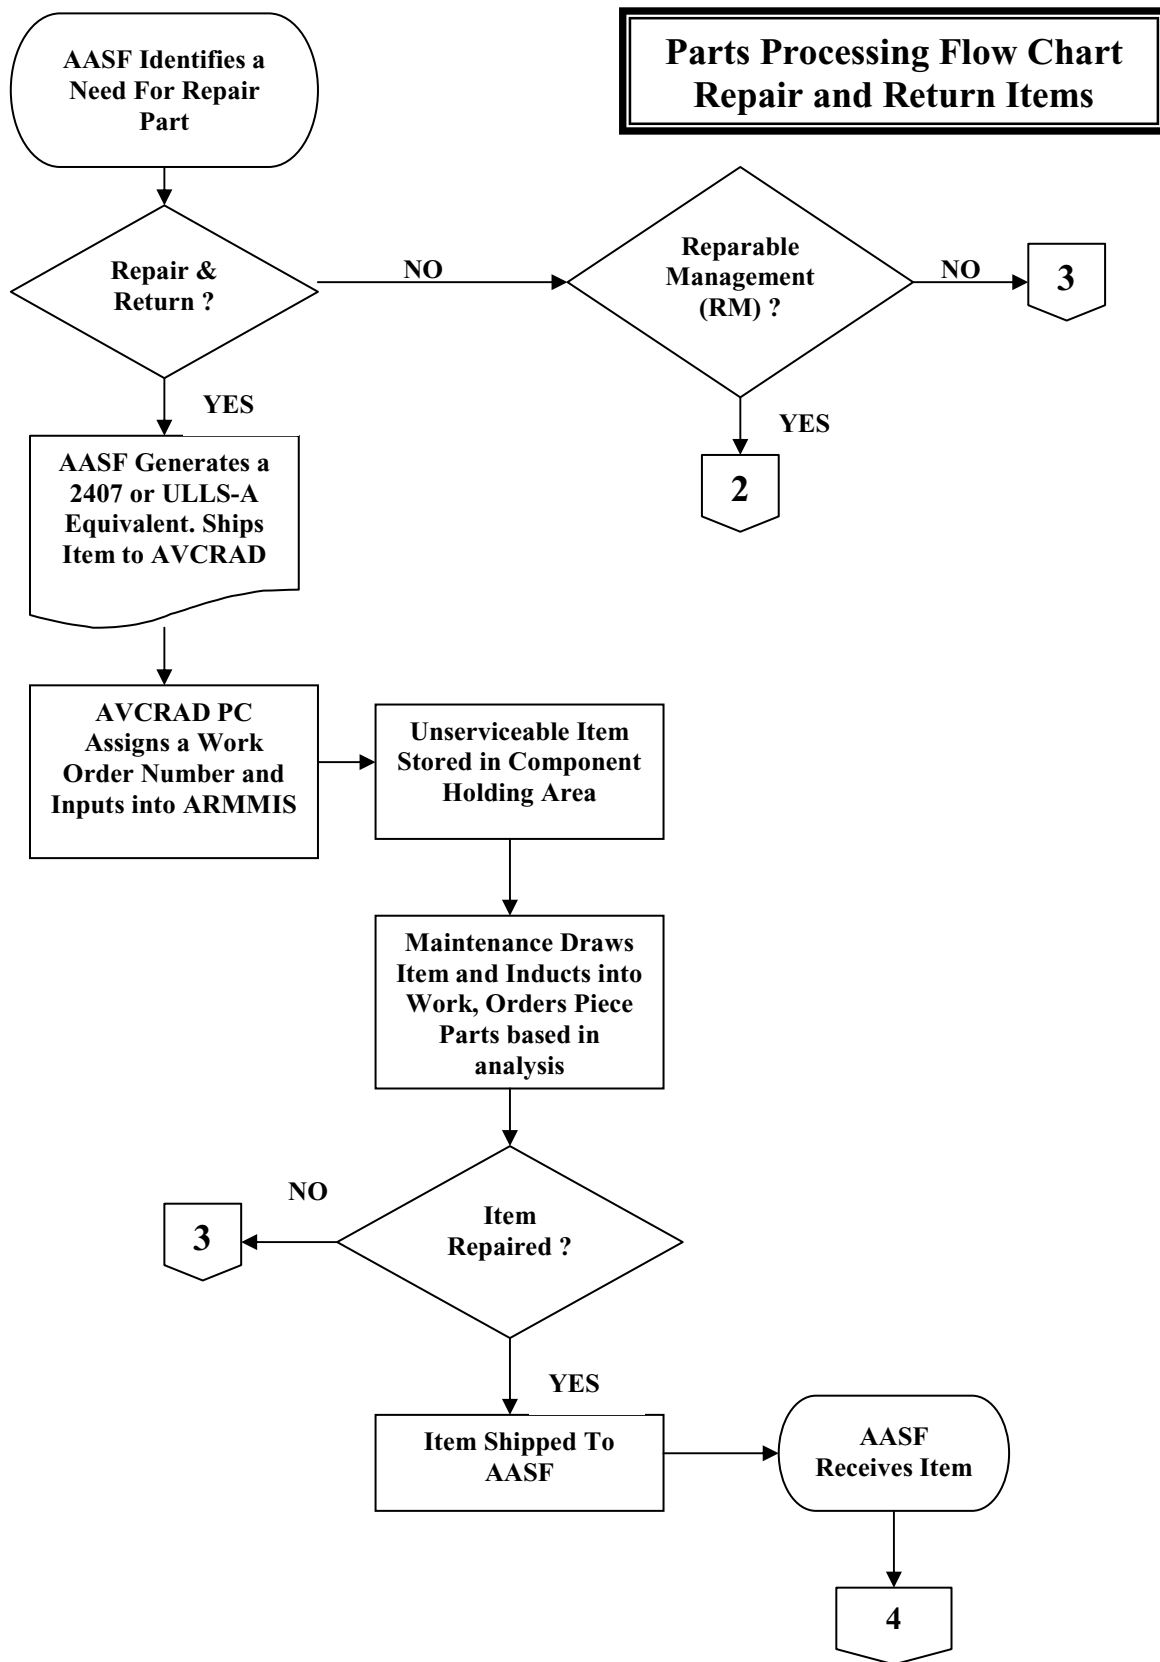 AASF Identifies a
Need For Repair
Part
Parts Processing Flow Chart
Repair and Return Items
Repair &
Return ?
NO
Reparable
Management
(RM) ?
NO
3
YES
YES
2
AASF Generates a
2407 or ULLS-A
Equivalent. Ships
Item to AVCRAD
AVCRAD PC
Assigns a Work
Order Number and
Inputs into ARMMIS
Unserviceable Item
Stored in Component
Holding Area
Maintenance Draws
Item and Inducts into
Work, Orders Piece
Parts based in
analysis
NO
3
Item
Repaired ?
YES
Item Shipped To
AASF
AASF
Receives Item
4